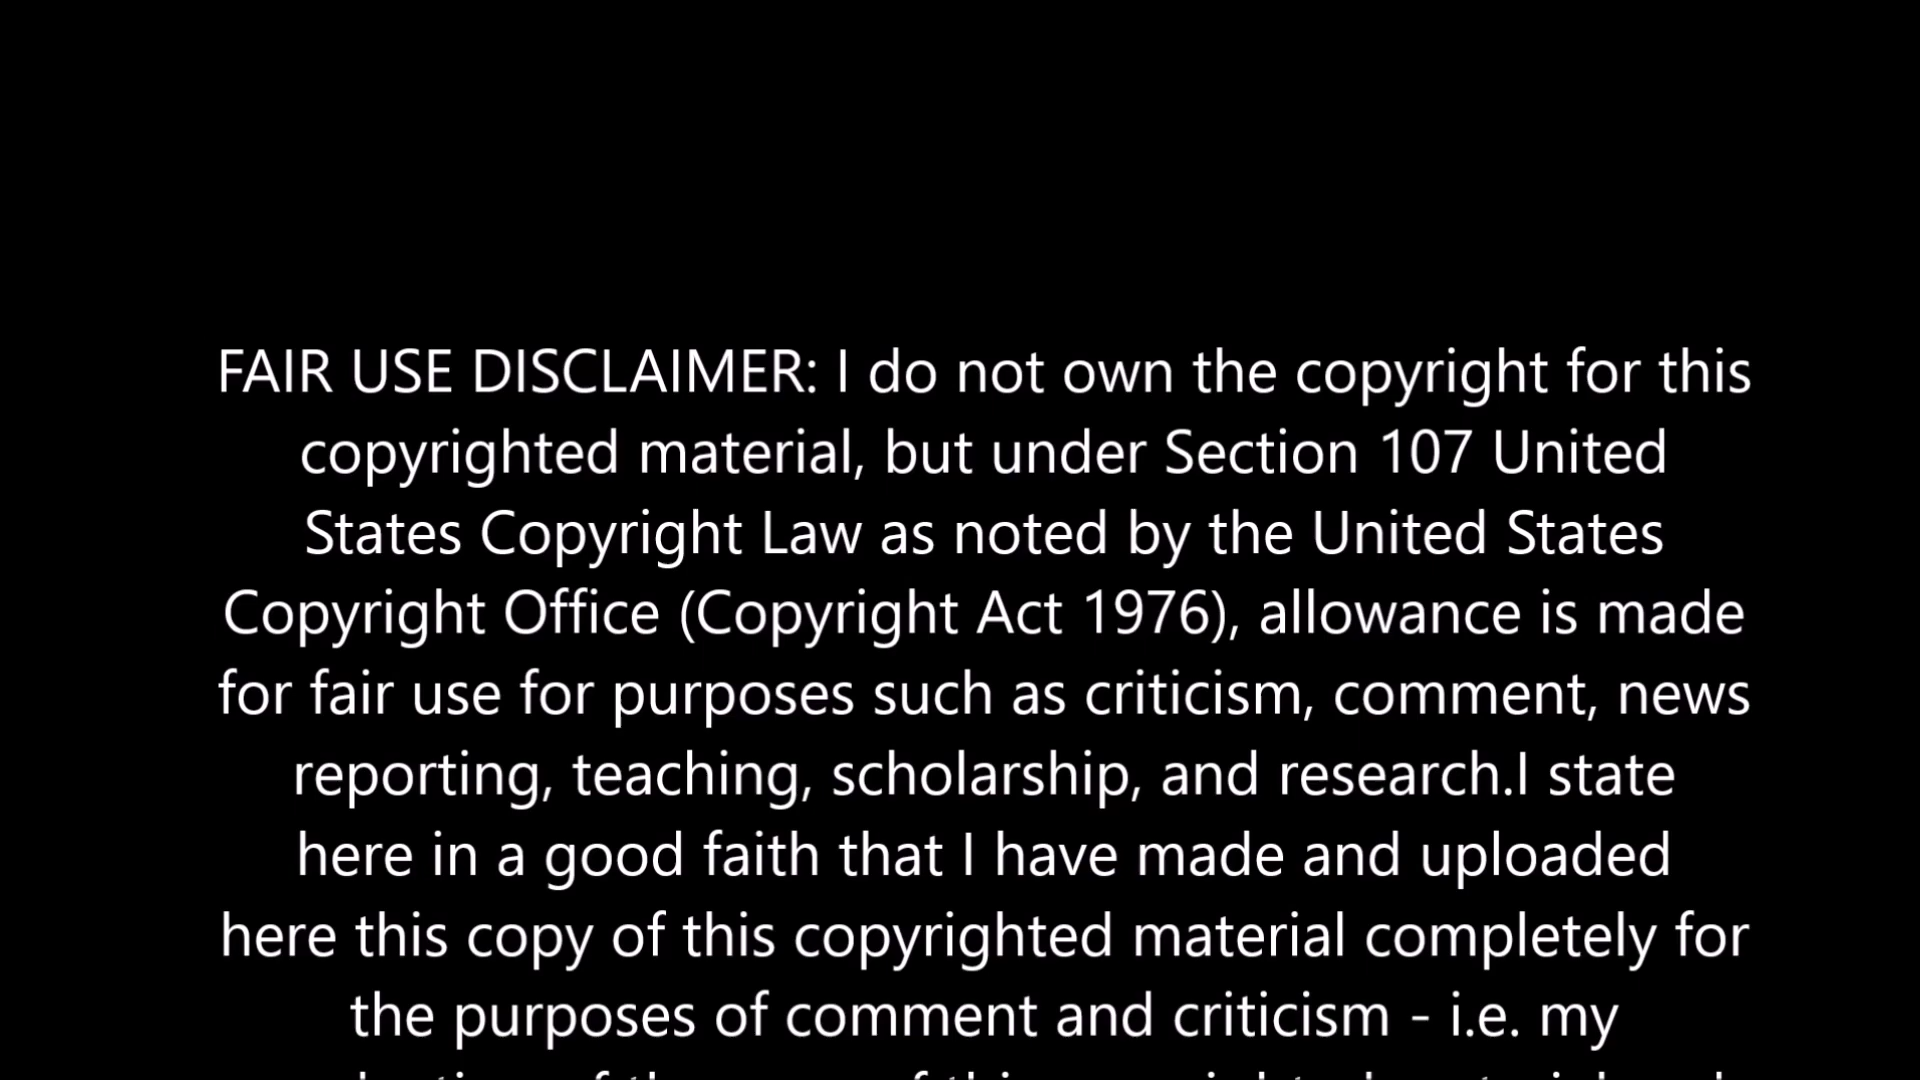 FAIR USE DISCLAIMER: I do not own the copyright for this
copyrighted material, but under Section 107 United
States Copyright Law as noted by the United States
Copyright Office (Copyright Act 1976), allowance is made
for fair use for purposes such as criticism, comment, news
reporting, teaching, scholarship, and research.I state
here in a good faith that I have made and uploaded
here this copy of this copyrighted material completely for
the purposes of comment and criticism - i.e. my